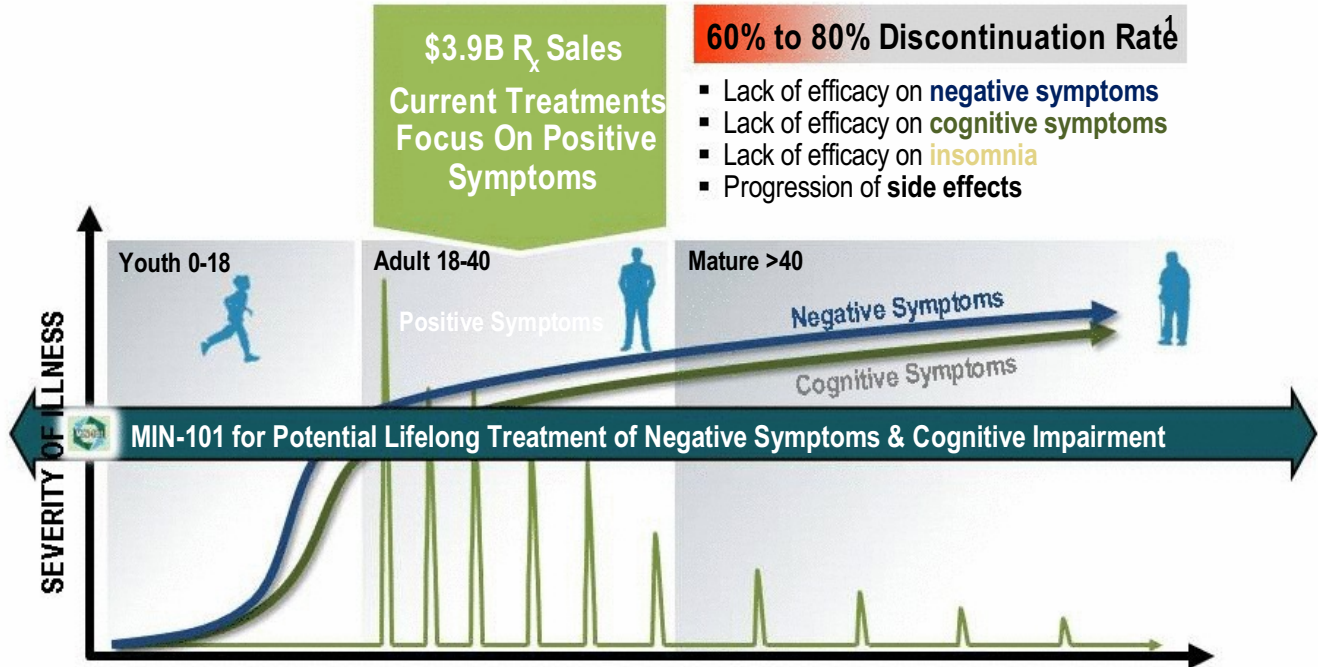 $3.9B Rx Sales
Current Treatments
Focus On Positive
Symptoms
60% to 80% Discontinuation Rate1
▪ Lack of efficacy on negative symptoms
▪ Lack of efficacy on cognitive symptoms
▪ Lack of efficacy on insomnia
▪ Progression of side effects
Youth 0-18
Adult 18-40
Mature >40
Positive Symptoms
Negative Symptoms
Cognitive Symptoms
SEVERITY OF ILLNESS
MIN-101 for Potential Lifelong Treatment of Negative Symptoms & Cognitive Impairment